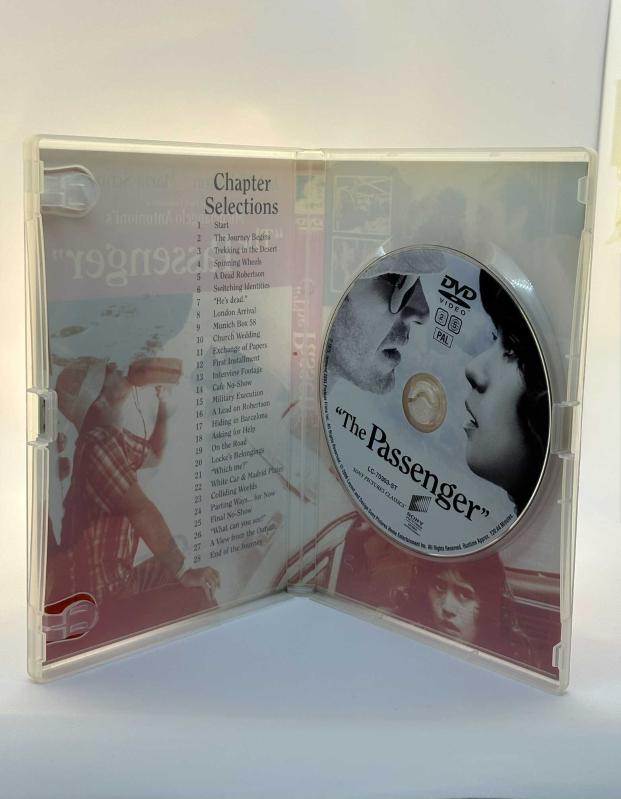 Chapter
Selections
1 Start
2 The Journey Begins
3 Trekking in the Desert
4 Spinning Wheels
5 A Dead Robertson
6 Switching Identities
7 "He's dead."
8 London Arrival
9 Munich Box 58
10 Church Wedding
11 Exchange of Papers
12 First Installment
13 Interview Footage
14 Cafe No-Show
15 Military Execution
16 A Lead on Robertson
17 Hiding in Barcelona
18 Asking for Help
19 On the Road
20 Locke's Belongings
21 "Which me?"
22 White Car & Madrid Plates
23 Colliding Worlds
24 Parting Ways... for Now
25 Final No-Show
26 "What can you see?"
27 A View from the Outside
28 End of the Journey
DVD
VIDEO
2 5
PAL
"The Passenger"
SONY PICTURES CLASSICS
SONY
All Rights Reserved.